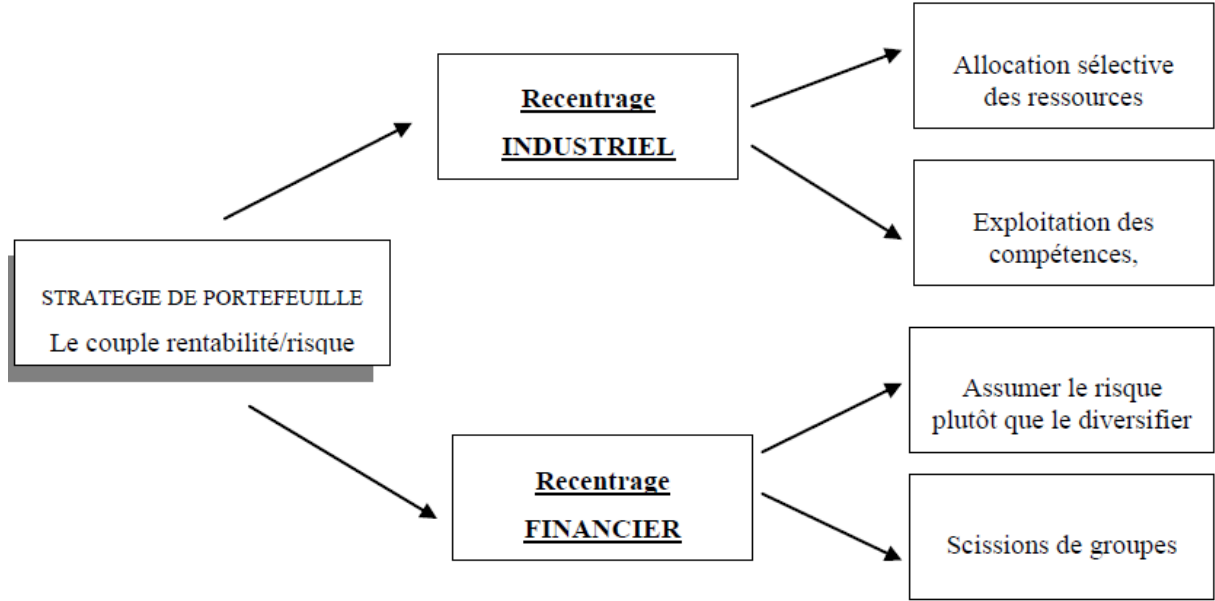 STRATEGIE DE PORTEFEUILLE
Le couple rentabilité/risque
Recentrage
INDUSTRIEL
Allocation sélective
des ressources
Exploitation des
compétences,
Recentrage
FINANCIER
Assumer le risque
plutôt que le diversifier
Scissions de groupes